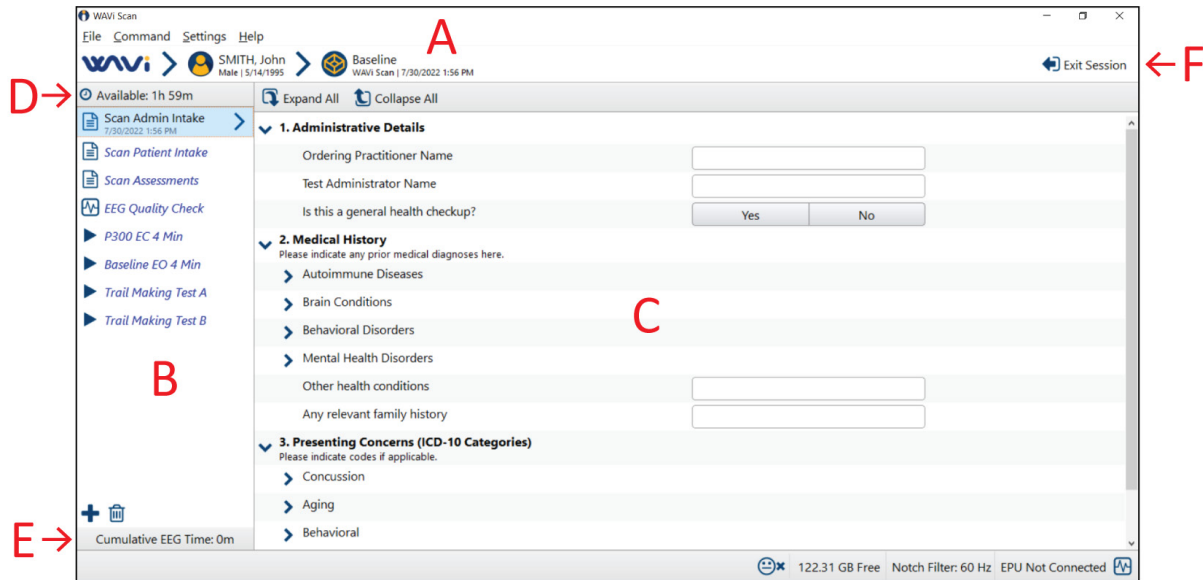 WAVi Scan
File Command Settings Help
A
WAVi
SMITH, John
Male | 5/14/1995
Baseline
WAVi Scan | 7/30/2022 1:56 PM
Exit Session
F
D
Available: 1h 59m
Expand All Collapse All
Scan Admin Intake
7/30/2022 1:56 PM
Scan Patient Intake
Scan Assessments
EEG Quality Check
P300 EC 4 Min
Baseline EO 4 Min
Trail Making Test A
Trail Making Test B
B
1. Administrative Details
Ordering Practitioner Name
Test Administrator Name
Is this a general health checkup? Yes No
2. Medical History
Please indicate any prior medical diagnoses here.
Autoimmune Diseases
Brain Conditions
C
Behavioral Disorders
Mental Health Disorders
Other health conditions
Any relevant family history
3. Presenting Concerns (ICD-10 Categories)
Please indicate codes if applicable.
Concussion
Aging
Behavioral
E
Cumulative EEG Time: 0m
122.31 GB Free Notch Filter: 60 Hz EPU Not Connected